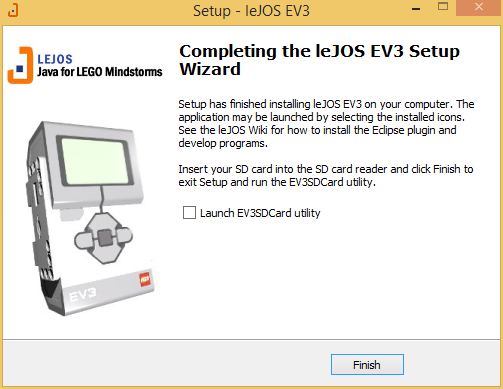 Setup - leJOS EV3
LEJOS
Java for LEGO Mindstorms
Completing the leJOS EV3 Setup
Wizard
Setup has finished installing leJOS EV3 on your computer. The
application may be launched by selecting the installed icons.
See the leJOS Wiki for how to install the Eclipse plugin and
develop programs.
Insert your SD card into the SD card reader and click Finish to
exit Setup and run the EV3SDCard utility.
Launch EV3SDCard utility
EV3
Finish